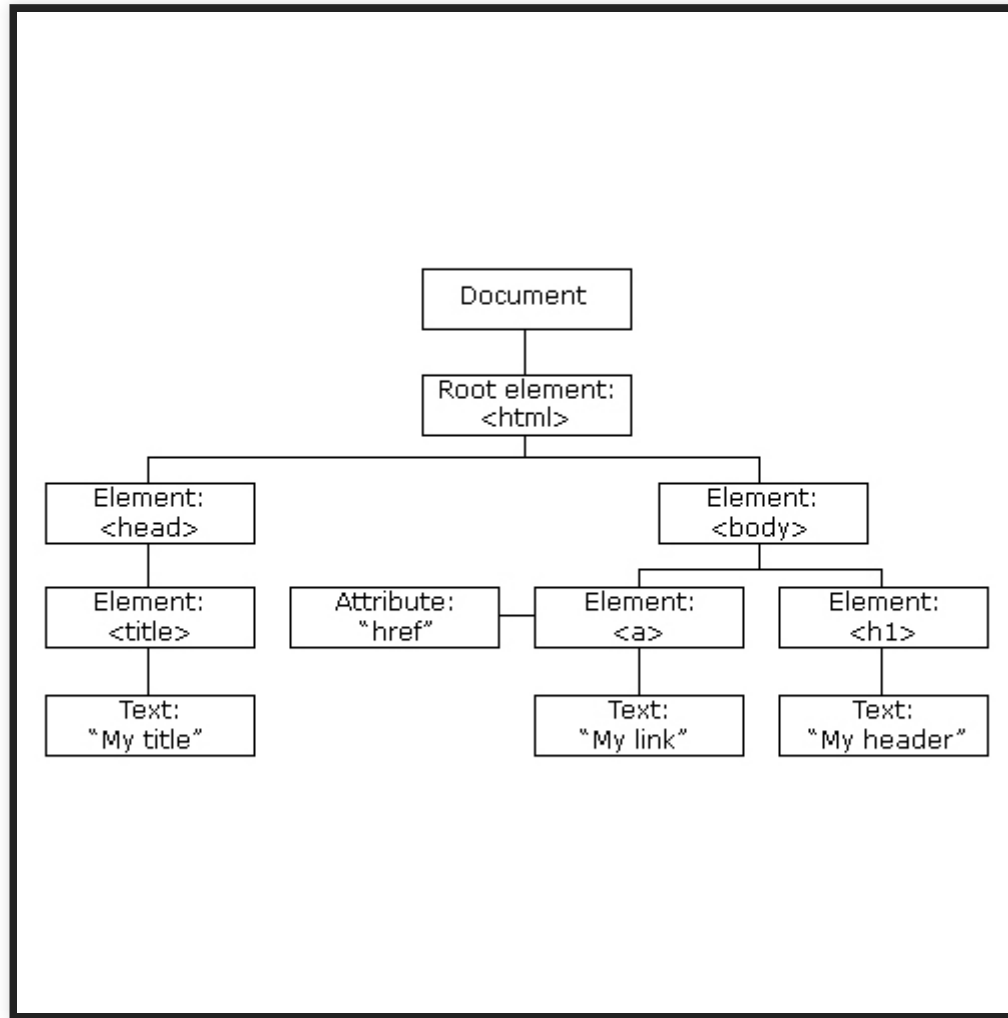 Document
Root element:
<html>
Element:
<head>
Element:
<body>
Element:
<title>
Attribute:
“href”
Element:
<a>
Element:
<h1>
Text:
“My title”
Text:
“My link”
Text:
“My header”